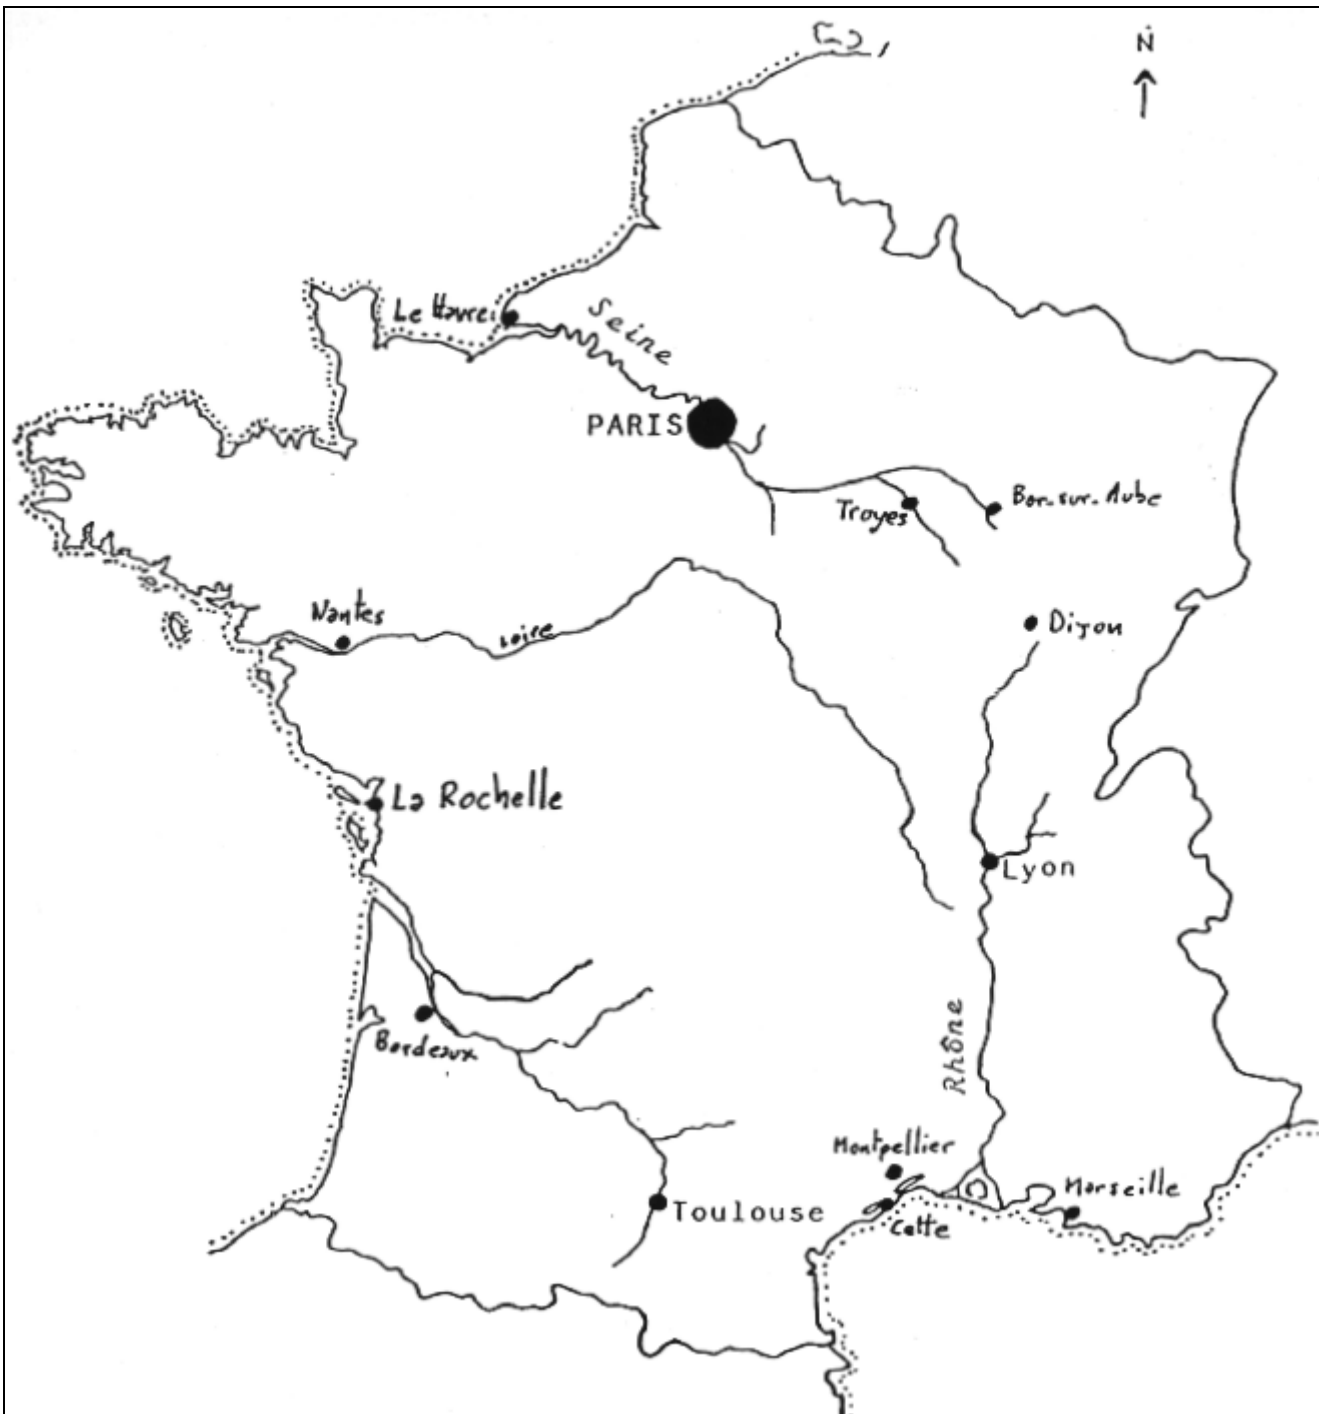 N
Le Havre
Seine
PARIS
Troyes
Bar-sur-Aube
Nantes
Loire
Dijon
La Rochelle
Lyon
Bordeaux
Rhône
Montpellier
Toulouse
Marseille
Cette